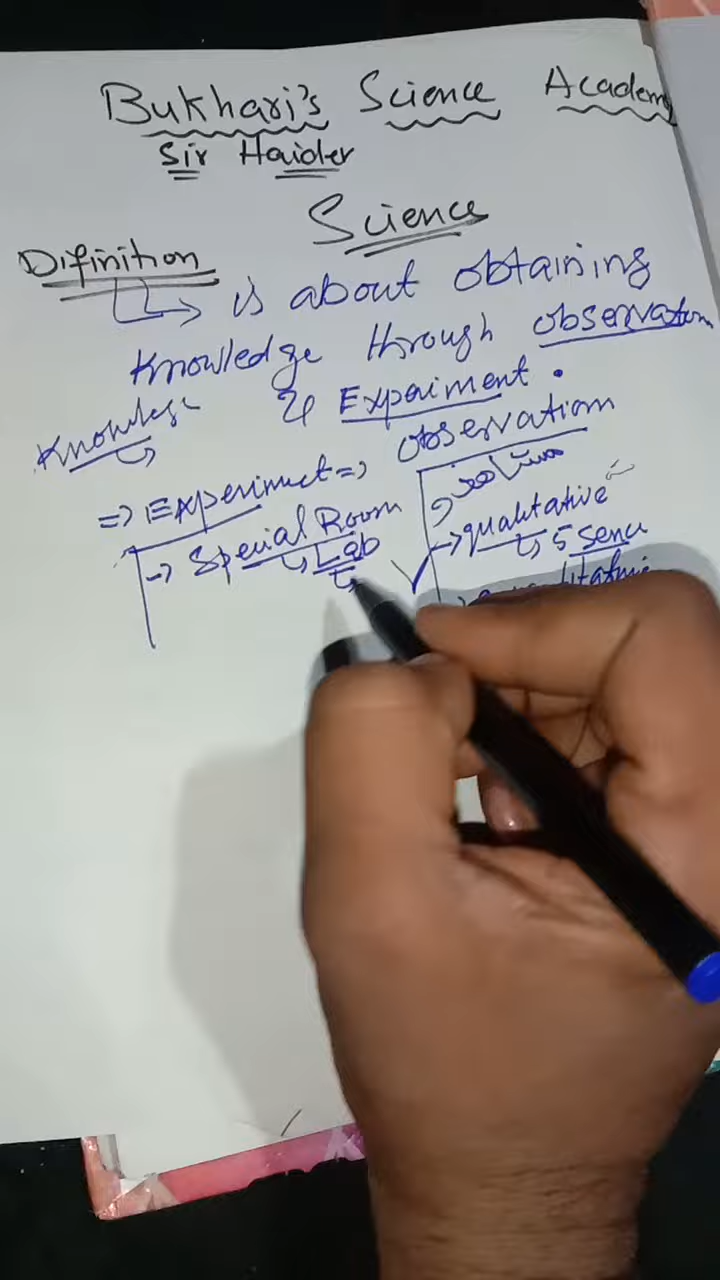 Bukhari's Science Academy
Sir Haider
Science
Difinition
is about obtaining
Knowledge through observation
Knowledge & Experiment.
observation
=> Experiment =>
مشاہدہ
-> Special Room
-> qualitative
Lab
5 sense